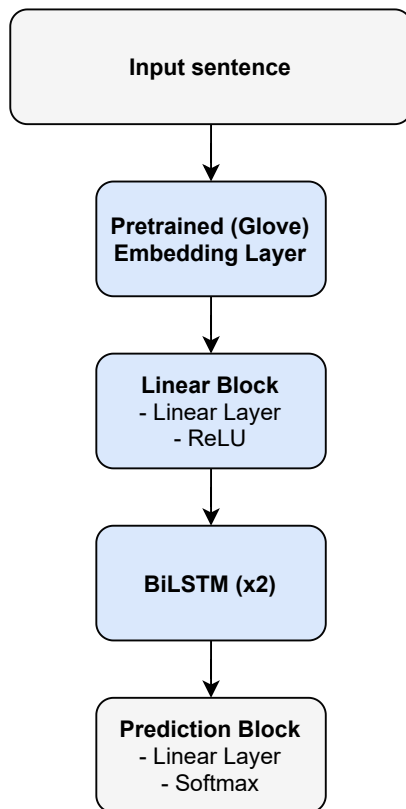 Input sentence
Pretrained (Glove)
Embedding Layer
Linear Block
- Linear Layer
- ReLU
BiLSTM (x2)
Prediction Block
- Linear Layer
- Softmax